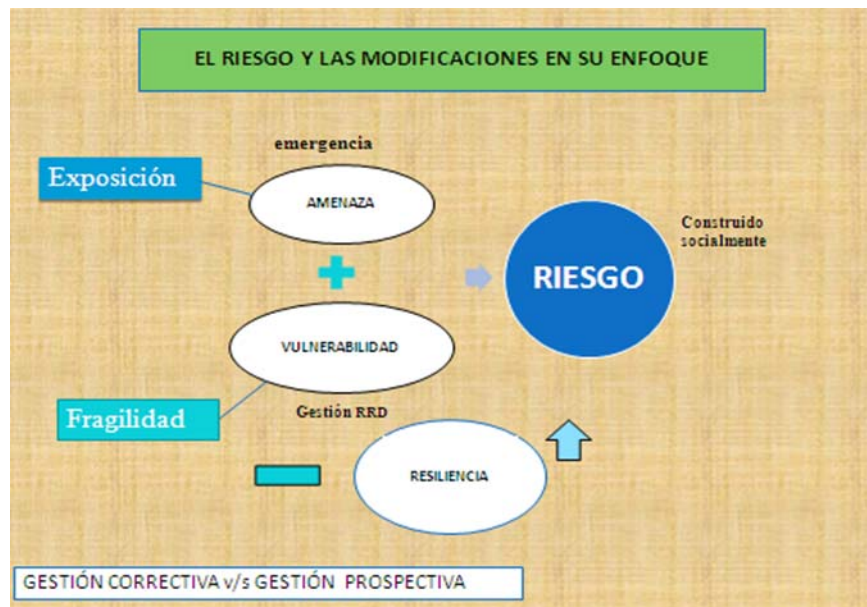 EL RIESGO Y LAS MODIFICACIONES EN SU ENFOQUE
emergencia
Exposición
AMENAZA
Construido
socialmente
RIESGO
VULNERABILIDAD
Fragilidad
Gestión RRD
RESILIENCIA
GESTIÓN CORRECTIVA v/s GESTIÓN PROSPECTIVA